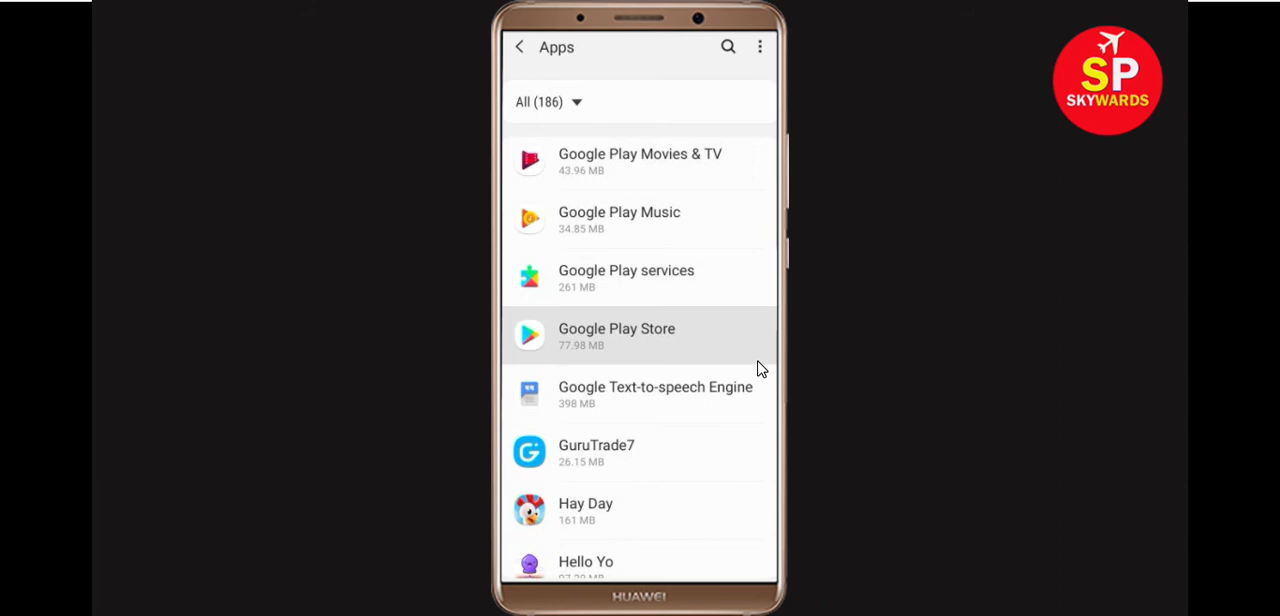 Apps
All (186)
Google Play Movies & TV
43.96 MB
Google Play Music
34.85 MB
Google Play services
261 MB
Google Play Store
77.98 MB
Google Text-to-speech Engine
398 MB
GuruTrade7
26.15 MB
Hay Day
161 MB
Hello Yo
HUAWEI
SP
SKYWARDS